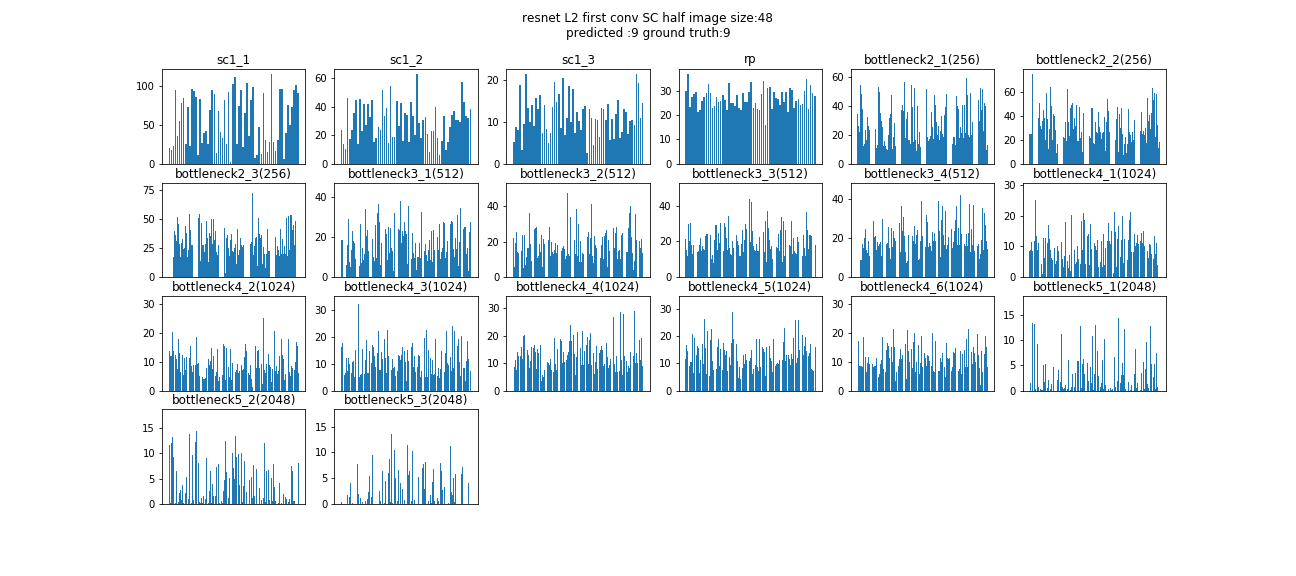 resnet L2 first conv SC half image size:48
predicted :9 ground truth:9
sc1_1 sc1_2 sc1_3 rp bottleneck2_1(256) bottleneck2_2(256)
100 50 0
60 40 20 0
20 10 0
30 20 10 0
60 40 20 0
60 40 20 0
bottleneck2_3(256) bottleneck3_1(512) bottleneck3_2(512) bottleneck3_3(512) bottleneck3_4(512) bottleneck4_1(1024)
75 50 25 0
40 20 0
40 20 0
40 20 0
40 20 0
30 20 10 0
bottleneck4_2(1024) bottleneck4_3(1024) bottleneck4_4(1024) bottleneck4_5(1024) bottleneck4_6(1024) bottleneck5_1(2048)
30 20 10 0
30 20 10 0
30 20 10 0
30 20 10 0
30 20 10 0
15 10 5 0
bottleneck5_2(2048) bottleneck5_3(2048)
15 10 5 0
15 10 5 0